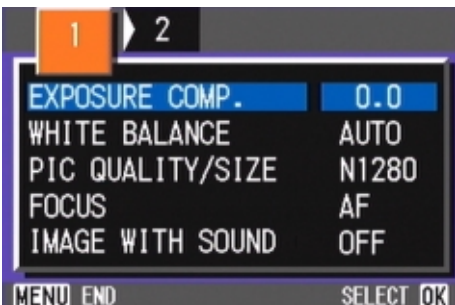 1 2
EXPOSURE COMP. 0.0
WHITE BALANCE AUTO
PIC QUALITY/SIZE N1280
FOCUS AF
IMAGE WITH SOUND OFF
MENU END SELECT OK